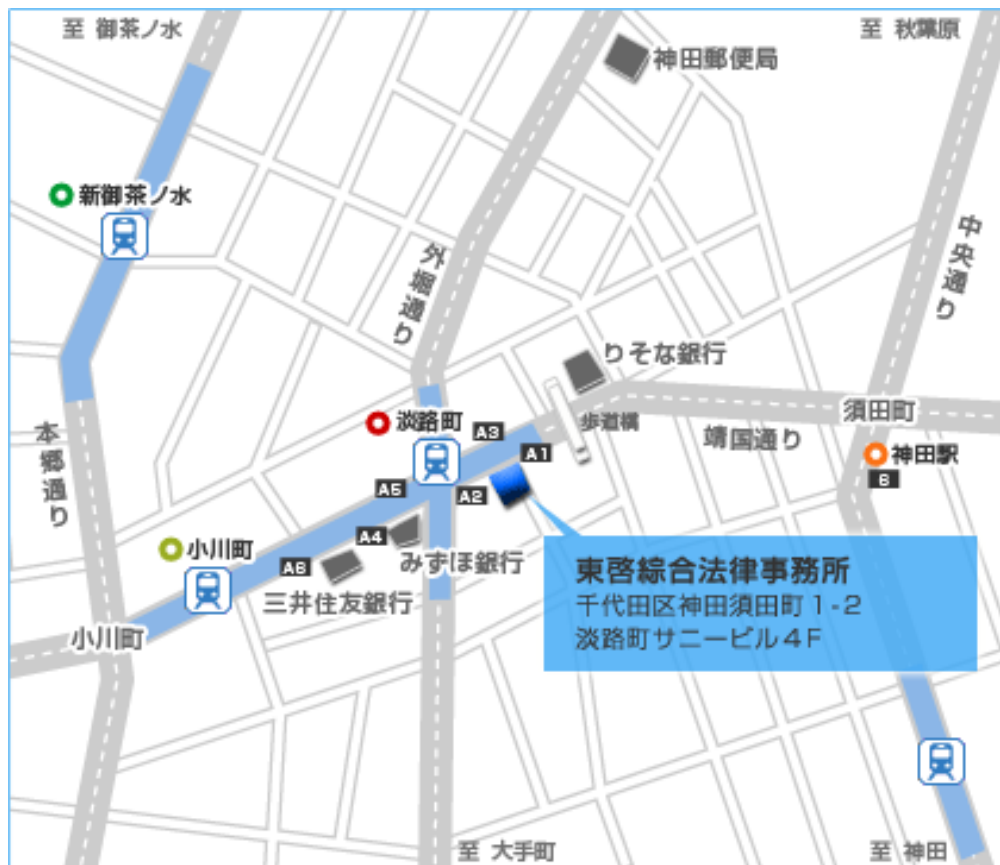 至 御茶ノ水
至 秋葉原
神田郵便局
新御茶ノ水
外堀通り
中央通り
りそな銀行
須田町
淡路町
A3
歩道橋
靖国通り
本郷通り
A1
神田駅
6
A5
A2
A4
小川町
みずほ銀行
A6
三井住友銀行
小川町
東啓綜合法律事務所
千代田区神田須田町1-2
淡路町サニービル4F
至 大手町
至 神田